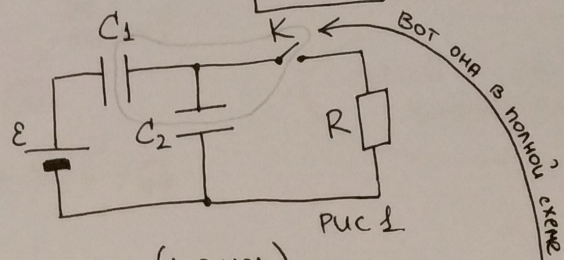 C1
K
Вот она в полной схеме
ε
C2
R
рис 1